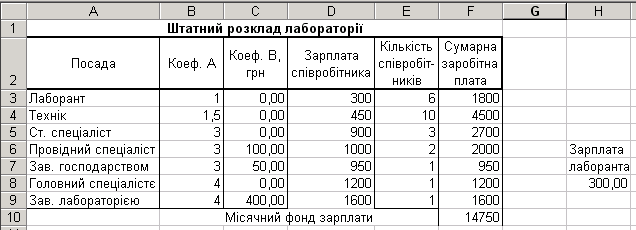 A B C D E F G H
1 Штатний розклад лабораторії
2 Посада Коеф. А Коеф. В, грн Зарплата співробітника Кількість співробіт- ників Сумарна заробітна плата
3 Лаборант 1 0,00 300 6 1800
4 Технік 1,5 0,00 450 10 4500
5 Ст. спеціаліст 3 0,00 900 3 2700
6 Провідний спеціаліст 3 100,00 1000 2 2000 Зарплата
7 Зав. господарством 3 50,00 950 1 950 лаборанта
8 Головний спеціалістє 4 0,00 1200 1 1200 300,00
9 Зав. лабораторією 4 400,00 1600 1 1600
10 Місячний фонд зарплати 14750